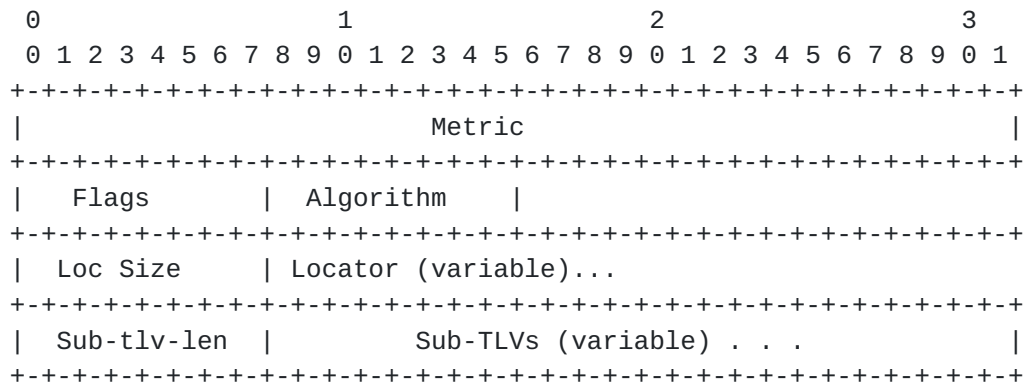 0                   1                   2                   3
 0 1 2 3 4 5 6 7 8 9 0 1 2 3 4 5 6 7 8 9 0 1 2 3 4 5 6 7 8 9 0 1
+-+-+-+-+-+-+-+-+-+-+-+-+-+-+-+-+-+-+-+-+-+-+-+-+-+-+-+-+-+-+-+-+
|                          Metric                               |
+-+-+-+-+-+-+-+-+-+-+-+-+-+-+-+-+-+-+-+-+-+-+-+-+-+-+-+-+-+-+-+-+
|   Flags       |  Algorithm    |
+-+-+-+-+-+-+-+-+-+-+-+-+-+-+-+-+-+-+-+-+-+-+-+-+-+-+-+-+-+-+-+-+
|  Loc Size     | Locator (variable)...
+-+-+-+-+-+-+-+-+-+-+-+-+-+-+-+-+-+-+-+-+-+-+-+-+-+-+-+-+-+-+-+-+
|  Sub-tlv-len  |         Sub-TLVs (variable) . . .             |
+-+-+-+-+-+-+-+-+-+-+-+-+-+-+-+-+-+-+-+-+-+-+-+-+-+-+-+-+-+-+-+-+